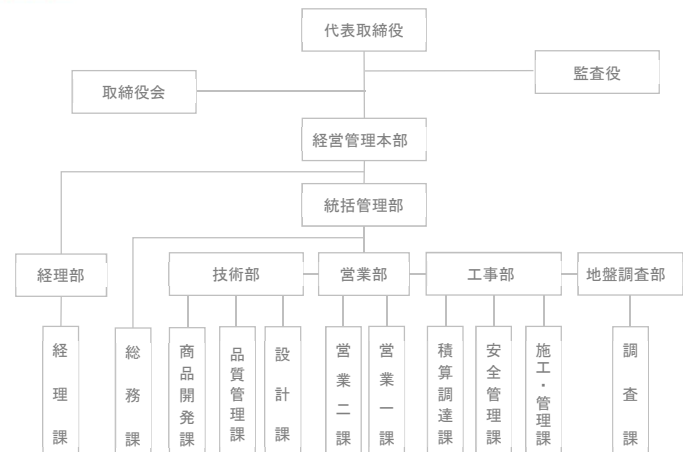 代表取締役
監査役
取締役会
経営管理本部
統括管理部
経理部
技術部
営業部
工事部
地盤調査部
経理課
総務課
商品開発課
品質管理課
設計課
営業二課
営業一課
積算調達課
安全管理課
施工・管理課
調査課